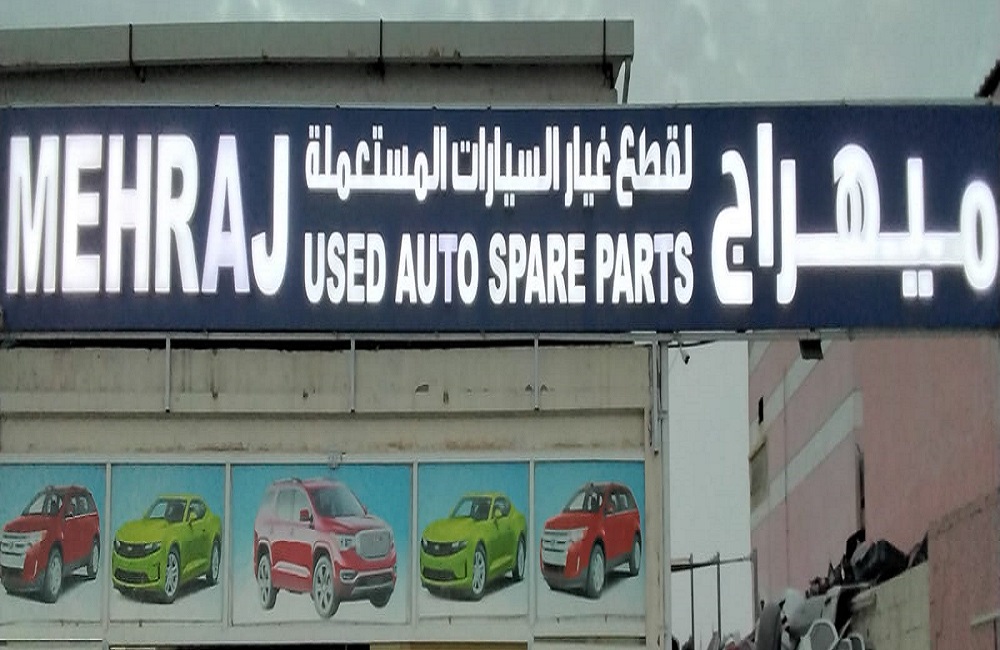 MEHRAJ
لقطع غيار السيارات المستعملة
USED AUTO SPARE PARTS
ميهراج